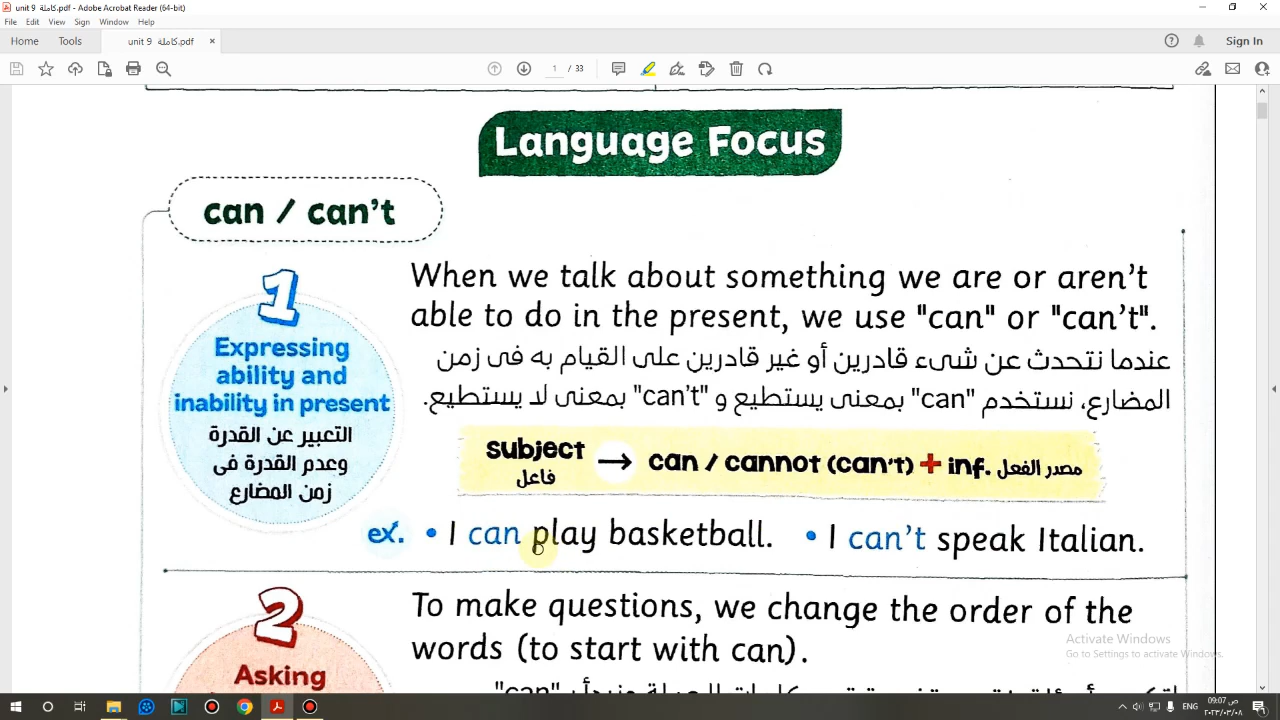 unit 9 كاملة.pdf - Adobe Acrobat Reader (64-bit)
File Edit View Sign Window Help
Home Tools unit 9 كاملة.pdf × Sign In
1 / 33
Language Focus
can / can't
1
Expressing
ability and
inability in present
التعبير عن القدرة
وعدم القدرة فى
زمن المضارع
When we talk about something we are or aren't
able to do in the present, we use "can" or "can't".
عندما نتحدث عن شىء قادرين أو غير قادرين على القيام به فى زمن
المضارع، نستخدم "can" بمعنى يستطيع و "can't" بمعنى لا يستطيع.
subject → can / cannot (can't) + inf. مصدر الفعل
فاعل
ex. • I can play basketball. • I can't speak Italian.
2
Asking
To make questions, we change the order of the
words (to start with can).
Activate Windows
Go to Settings to activate Windows.
ENG
09:07 ص
٢٠٢٣/٠٣/٠٨